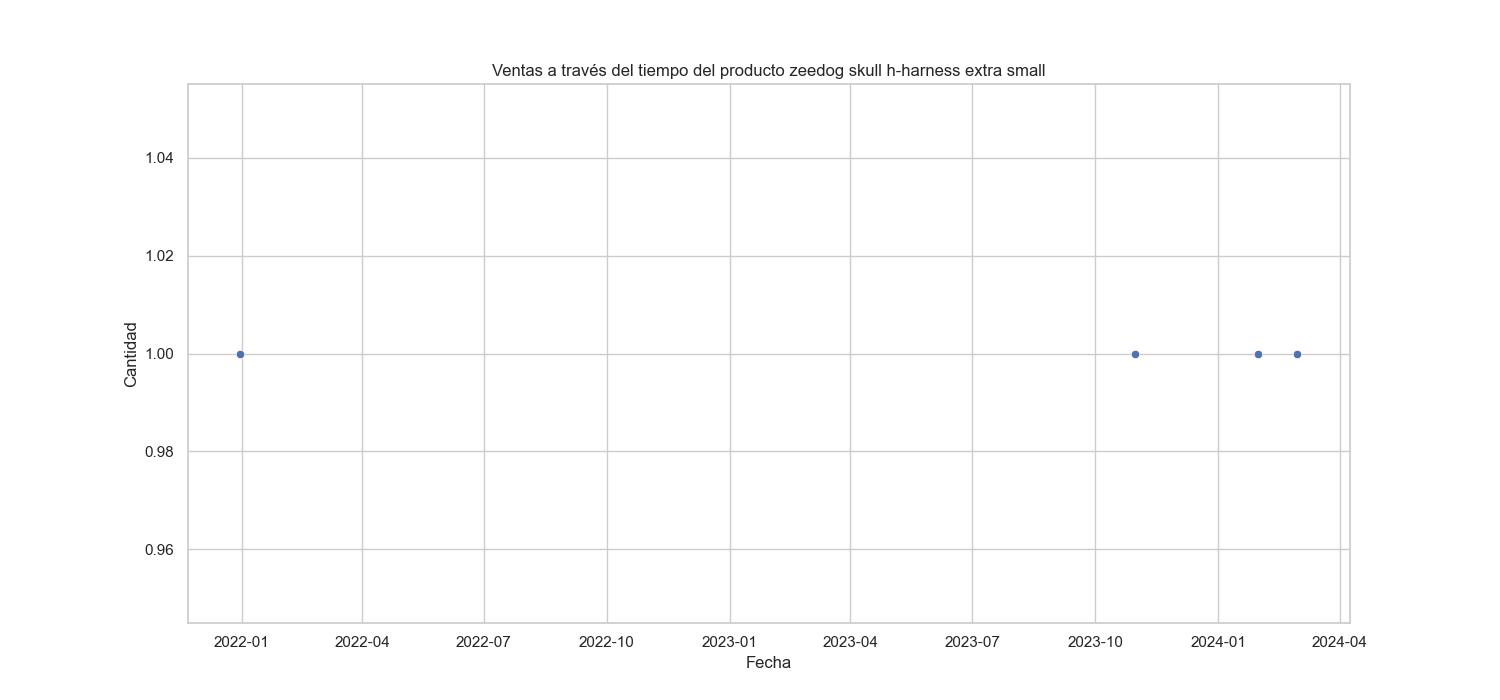 Ventas a través del tiempo del producto zeedog skull h-harness extra small
1.04
1.02
1.00
0.98
0.96
Cantidad
2022-01 2022-04 2022-07 2022-10 2023-01 2023-04 2023-07 2023-10 2024-01 2024-04
Fecha